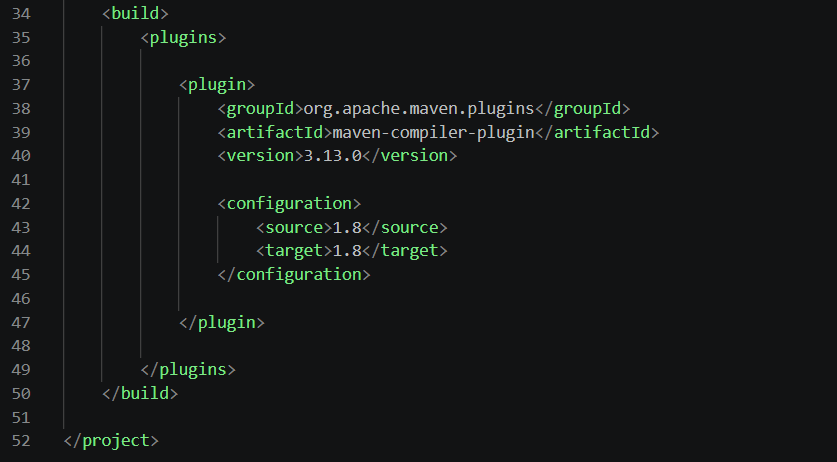 34 <build>
35 <plugins>
36
37 <plugin>
38 <groupId>org.apache.maven.plugins</groupId>
39 <artifactId>maven-compiler-plugin</artifactId>
40 <version>3.13.0</version>
41
42 <configuration>
43 <source>1.8</source>
44 <target>1.8</target>
45 </configuration>
46
47 </plugin>
48
49 </plugins>
50 </build>
51
52 </project>